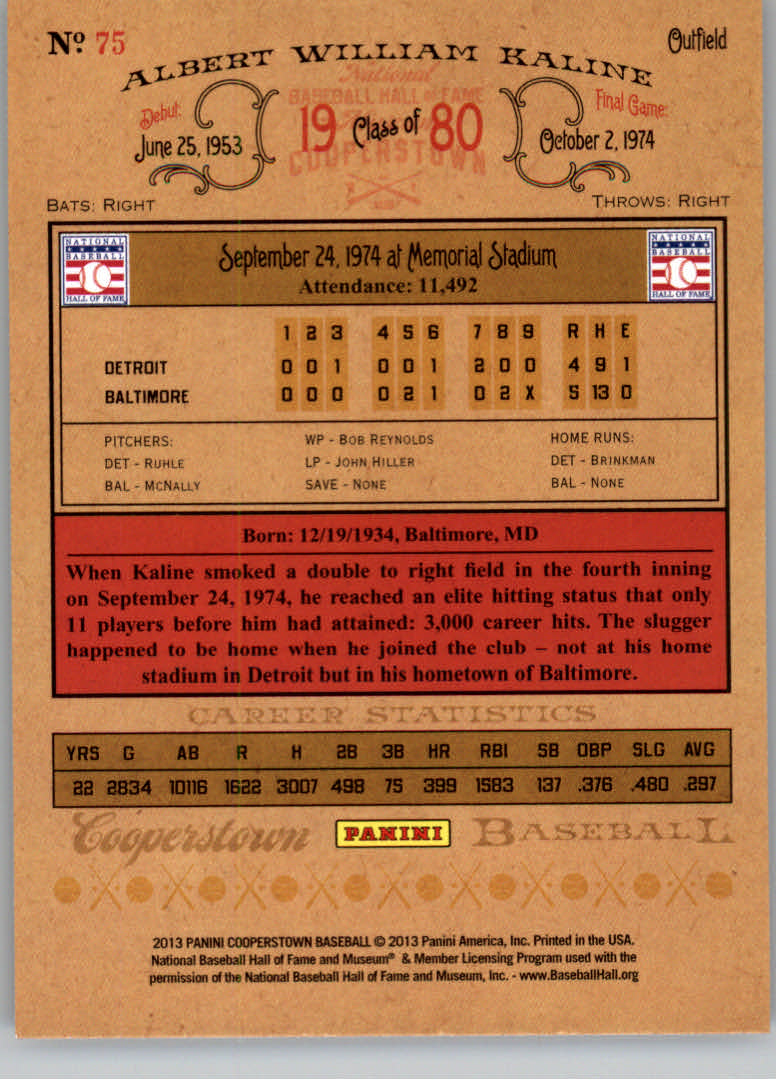 Nº 75
Outfield
ALBERT WILLIAM KALINE
National
BASEBALL HALL of FAME
COOPERSTOWN
Debut:
June 25, 1953
19 Class of 80
Final Game:
October 2, 1974
BATS: RIGHT
THROWS: RIGHT
NATIONAL
BASEBALL
HALL OF FAME
September 24, 1974 at Memorial Stadium
Attendance: 11,492
NATIONAL
BASEBALL
HALL OF FAME
1 2 3 4 5 6 7 8 9 R H E
DETROIT 0 0 1 0 0 1 2 0 0 4 9 1
BALTIMORE 0 0 0 0 2 1 0 2 X 5 13 0
PITCHERS: WP - BOB REYNOLDS HOME RUNS:
DET - RUHLE LP - JOHN HILLER DET - BRINKMAN
BAL - MCNALLY SAVE - NONE BAL - NONE
Born: 12/19/1934, Baltimore, MD
When Kaline smoked a double to right field in the fourth inning
on September 24, 1974, he reached an elite hitting status that only
11 players before him had attained: 3,000 career hits. The slugger
happened to be home when he joined the club – not at his home
stadium in Detroit but in his hometown of Baltimore.
CAREER STATISTICS
YRS G AB R H 2B 3B HR RBI SB OBP SLG AVG
22 2834 10116 1622 3007 498 75 399 1583 137 .376 .480 .297
Cooperstown PANINI BASEBALL
2013 PANINI COOPERSTOWN BASEBALL © 2013 Panini America, Inc. Printed in the USA.
National Baseball Hall of Fame and Museum® & Member Licensing Program used with the
permission of the National Baseball Hall of Fame and Museum, Inc. - www.BaseballHall.org